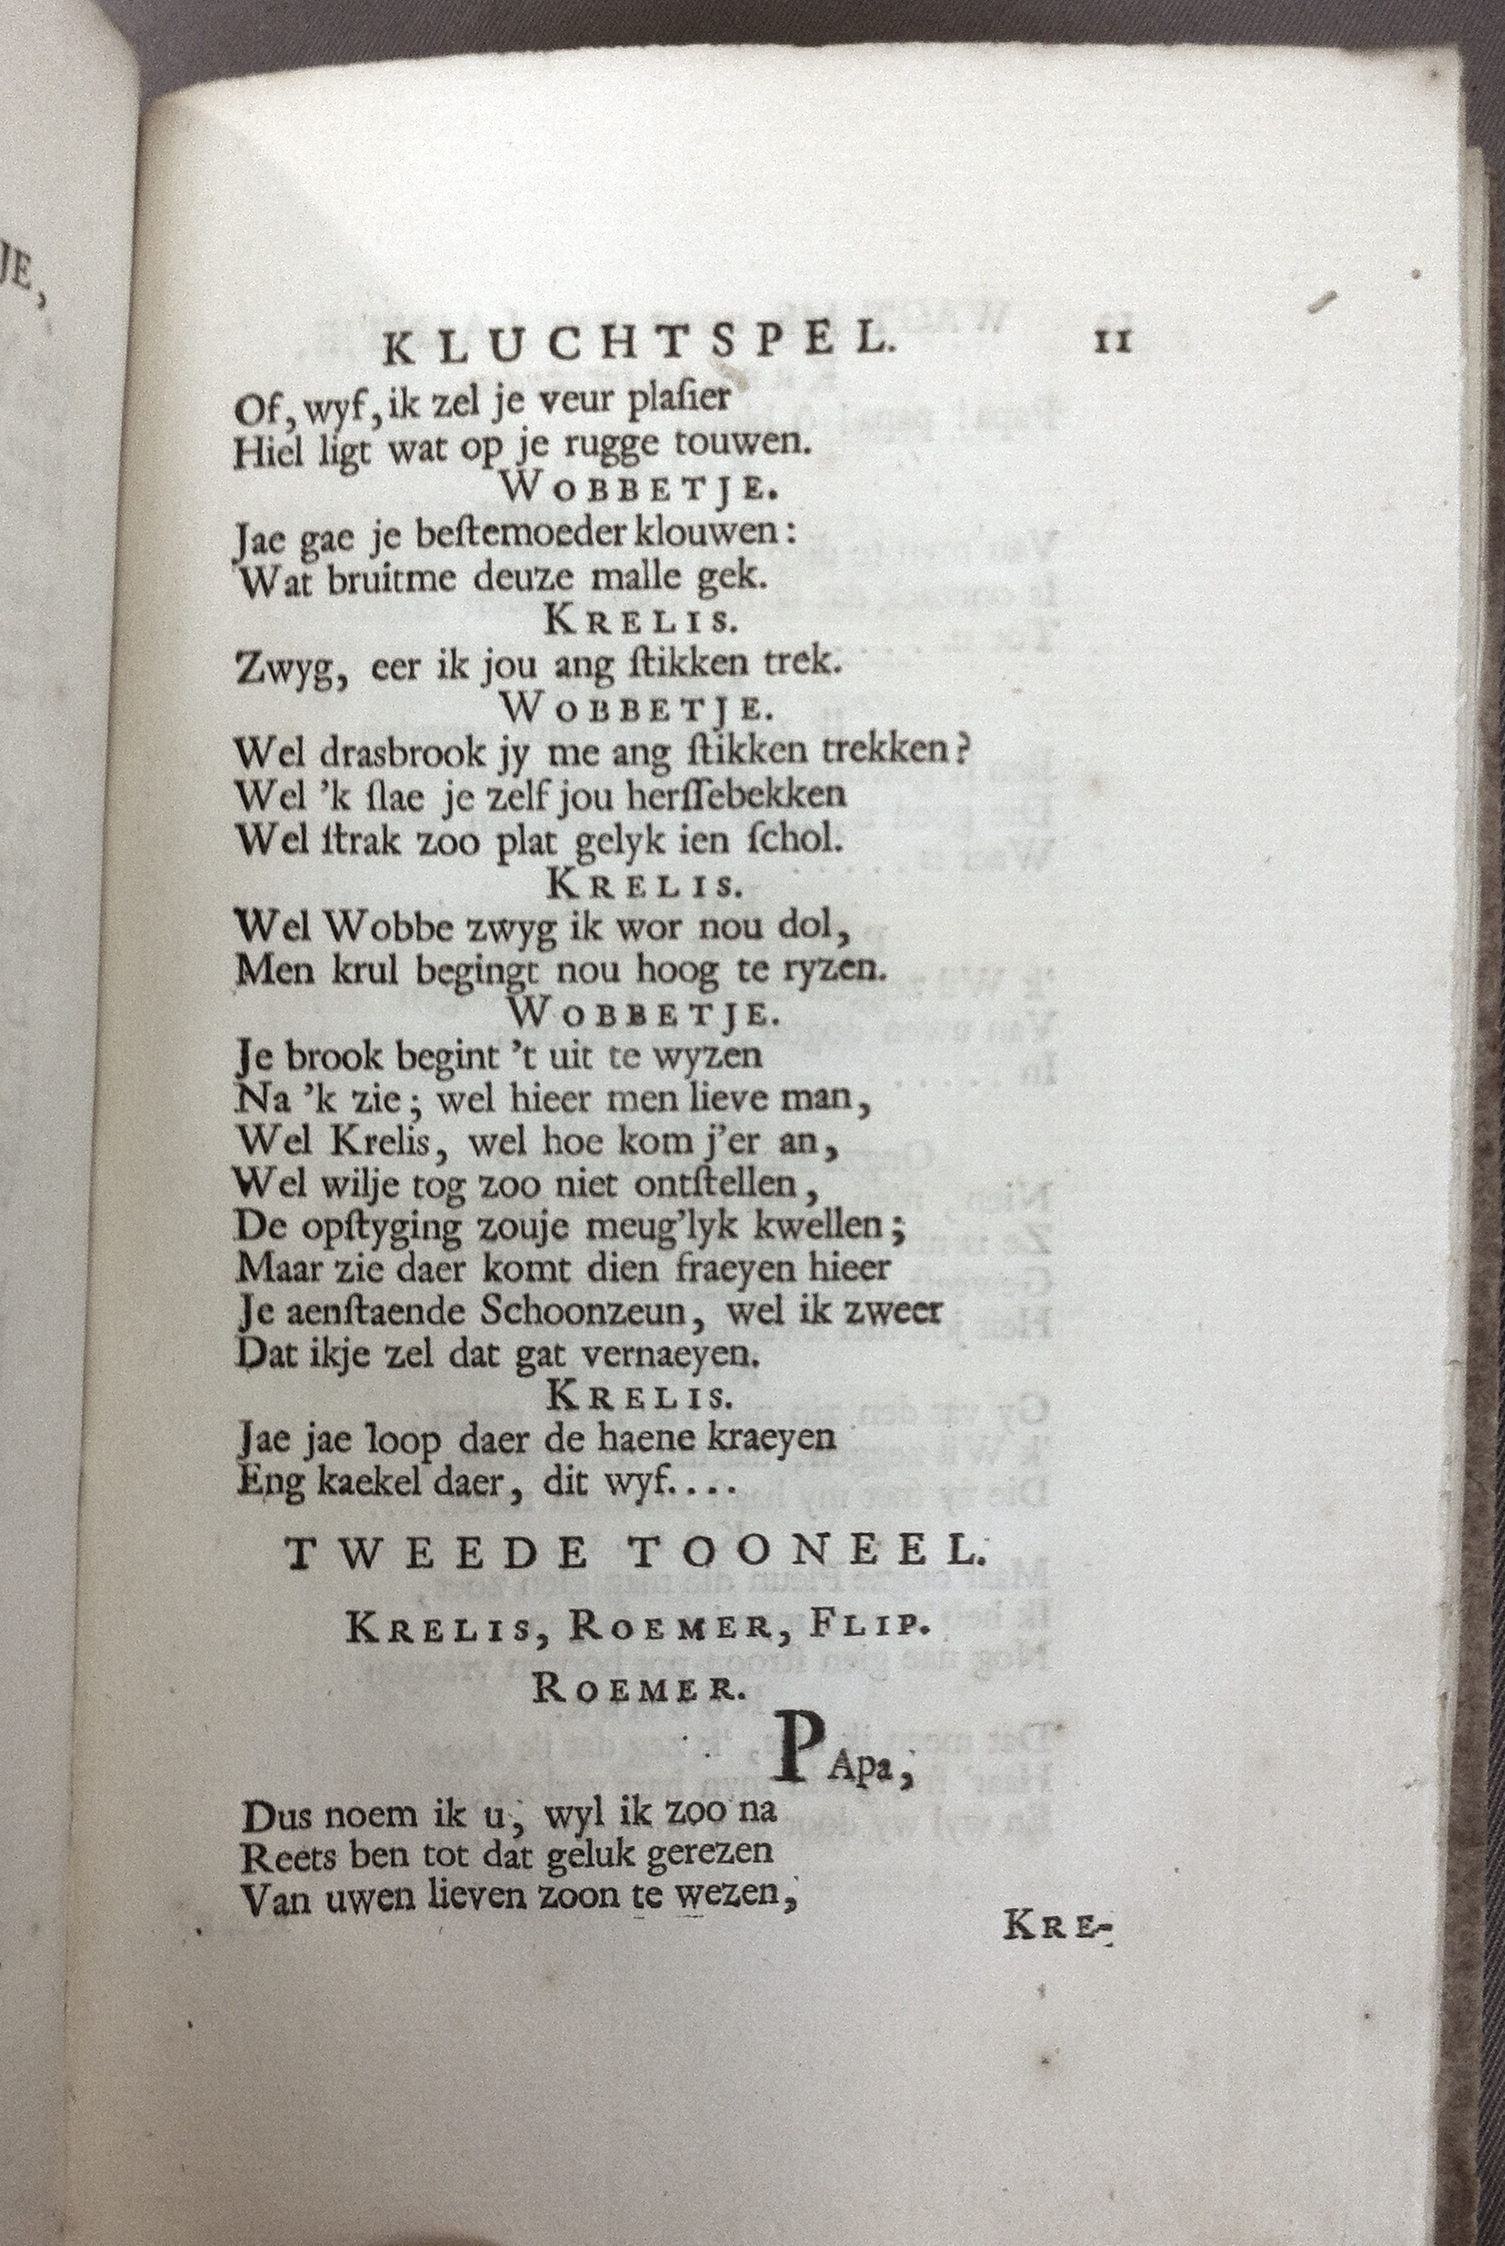 JE,
KLUCHTSPEL. 11
Of, wyf, ik zel je veur plaſier
Hiel ligt wat op je rugge touwen.
WOBBETJE.
Jae gae je beſtemoeder klouwen:
Wat bruitme deuze malle gek.
KRELIS.
Zwyg, eer ik jou ang ſtikken trek.
WOBBETJE.
Wel drasbrook jy me ang ſtikken trekken?
Wel 'k ſlae je zelf jou herſſebekken
Wel ſtrak zoo plat gelyk ien ſchol.
KRELIS.
Wel Wobbe zwyg ik wor nou dol,
Men krul begingt nou hoog te ryzen.
WOBBETJE.
Je brook begint 't uit te wyzen
Na 'k zie; wel hieer men lieve man,
Wel Krelis, wel hoe kom j'er an,
Wel wilje tog zoo niet ontſtellen,
De opſtyging zouje meug'lyk kwellen;
Maar zie daer komt dien fraeyen hieer
Je aenſtaende Schoonzeun, wel ik zweer
Dat ikje zel dat gat vernaeyen.
KRELIS.
Jae jae loop daer de haene kraeyen
Eng kaekel daer, dit wyf....
TWEEDE TOONEEL.
KRELIS, ROEMER, FLIP.
ROEMER.
PApa,
Dus noem ik u, wyl ik zoo na
Reets ben tot dat geluk gerezen
Van uwen lieven zoon te wezen,
KRE-